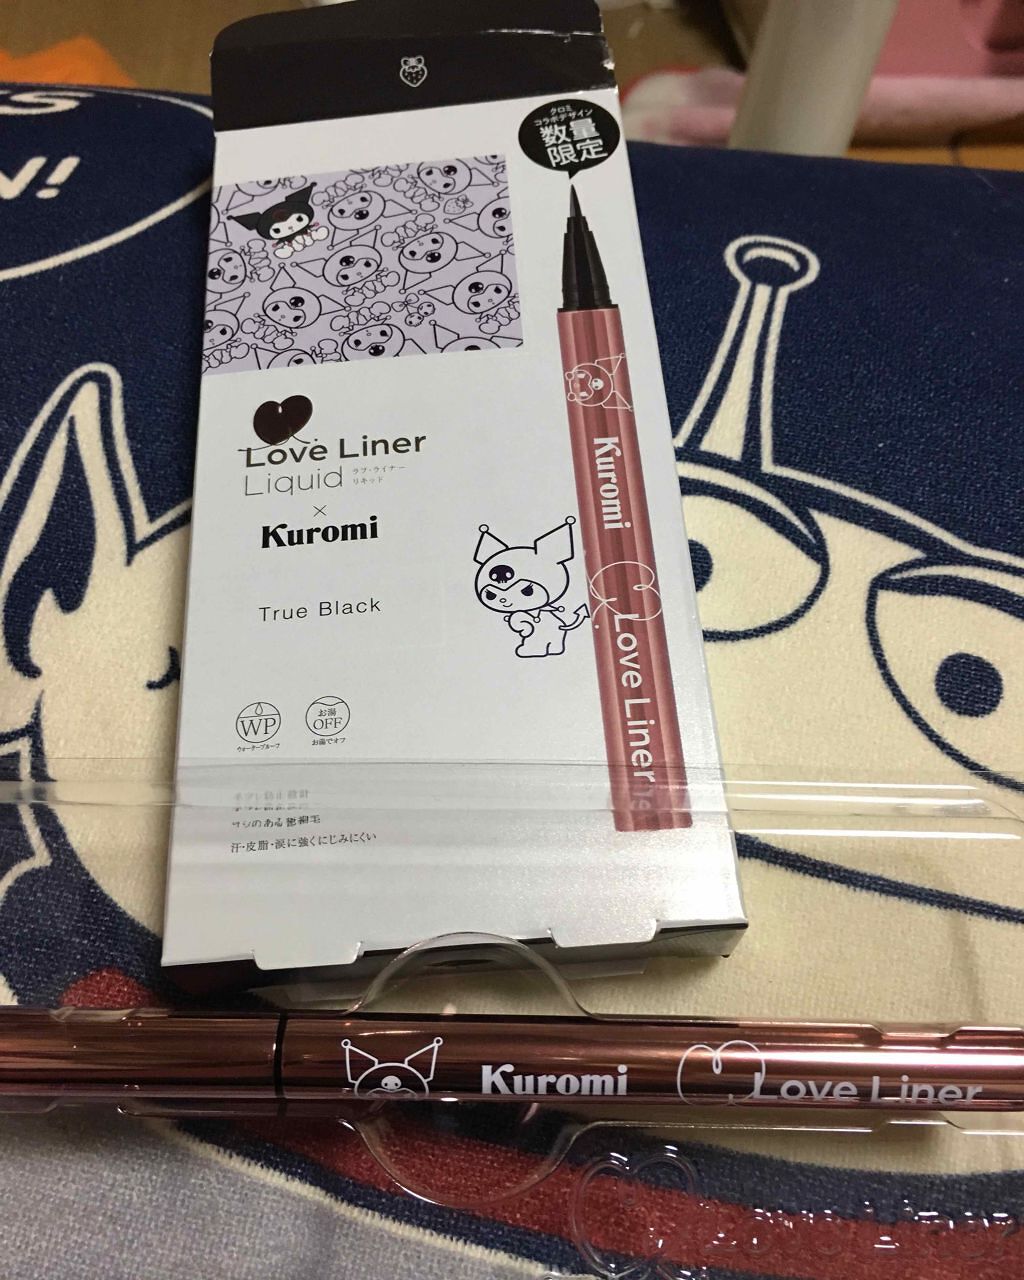 N!
クロミ
コラボデザイン
数量
限定
Love Liner
Liquid ラブ・ライナー
リキッド
×
Kuromi
True Black
WP
ウォータープルーフ
お湯
OFF
お湯でオフ
汗・皮脂・涙に強くにじみにくい
Kuromi
Love Liner
Kuromi
Love Liner
Love Liner